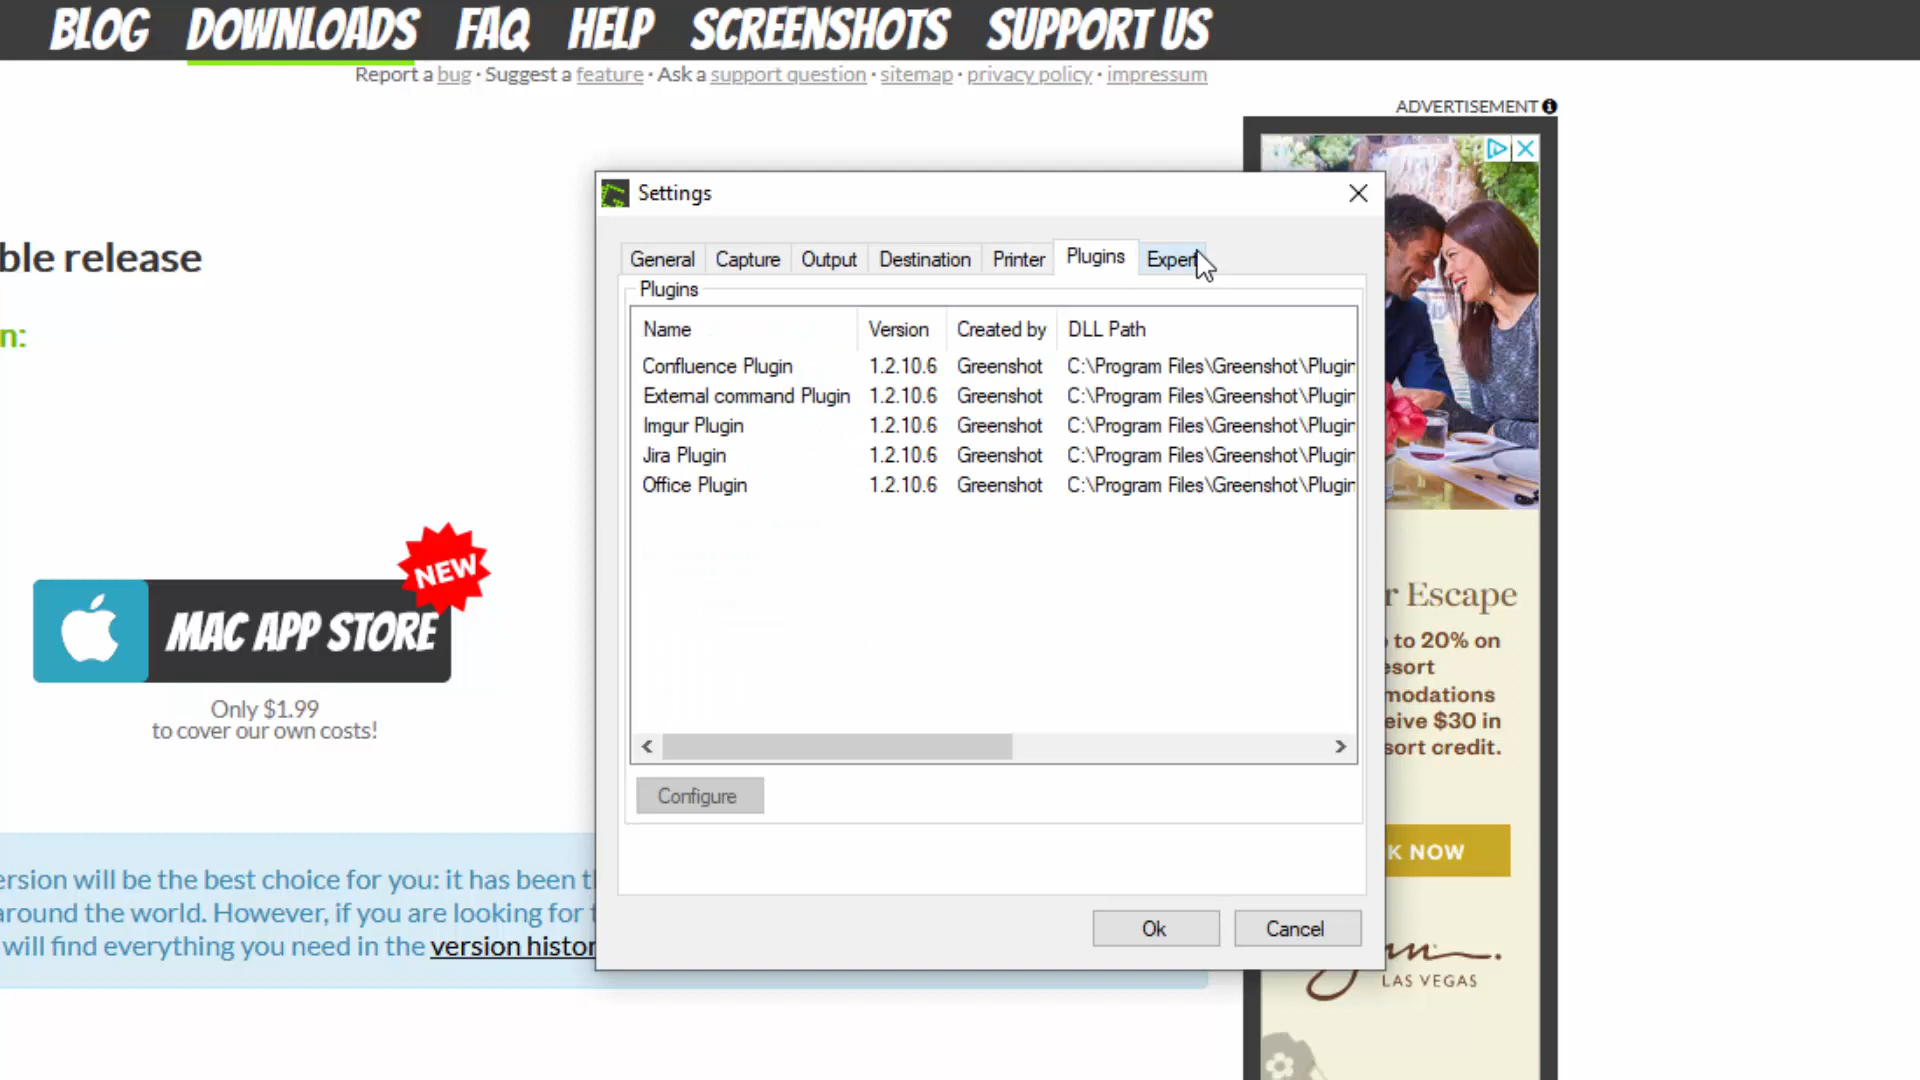 BLOG DOWNLOADS FAQ HELP SCREENSHOTS SUPPORT US
Report a bug · Suggest a feature · Ask a support question · sitemap · privacy policy · impressum
ADVERTISEMENT
Settings
General Capture Output Destination Printer Plugins Expert
Plugins
Name Version Created by DLL Path
Confluence Plugin 1.2.10.6 Greenshot C:\Program Files\Greenshot\Plugin
External command Plugin 1.2.10.6 Greenshot C:\Program Files\Greenshot\Plugin
Imgur Plugin 1.2.10.6 Greenshot C:\Program Files\Greenshot\Plugin
Jira Plugin 1.2.10.6 Greenshot C:\Program Files\Greenshot\Plugin
Office Plugin 1.2.10.6 Greenshot C:\Program Files\Greenshot\Plugin
Configure
Ok Cancel
ble release
n:
NEW
MAC APP STORE
Only $1.99
to cover our own costs!
ersion will be the best choice for you: it has been t
around the world. However, if you are looking for
will find everything you need in the version histor
r Escape
to 20% on
esort
modations
eive $30 in
sort credit.
K NOW
LAS VEGAS